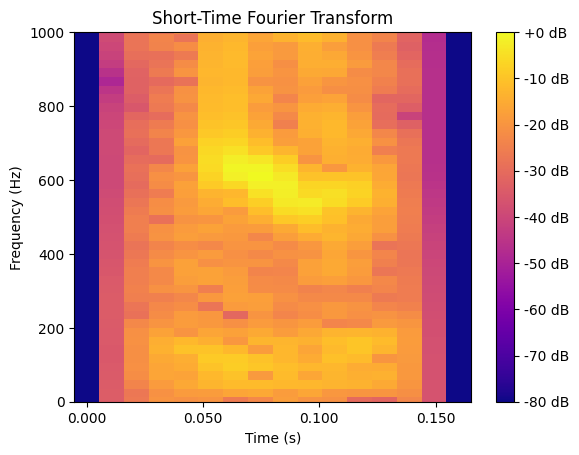 Short-Time Fourier Transform
1000
800
600
400
200
0
Frequency (Hz)
0.000
0.050
0.100
0.150
Time (s)
+0 dB
-10 dB
-20 dB
-30 dB
-40 dB
-50 dB
-60 dB
-70 dB
-80 dB